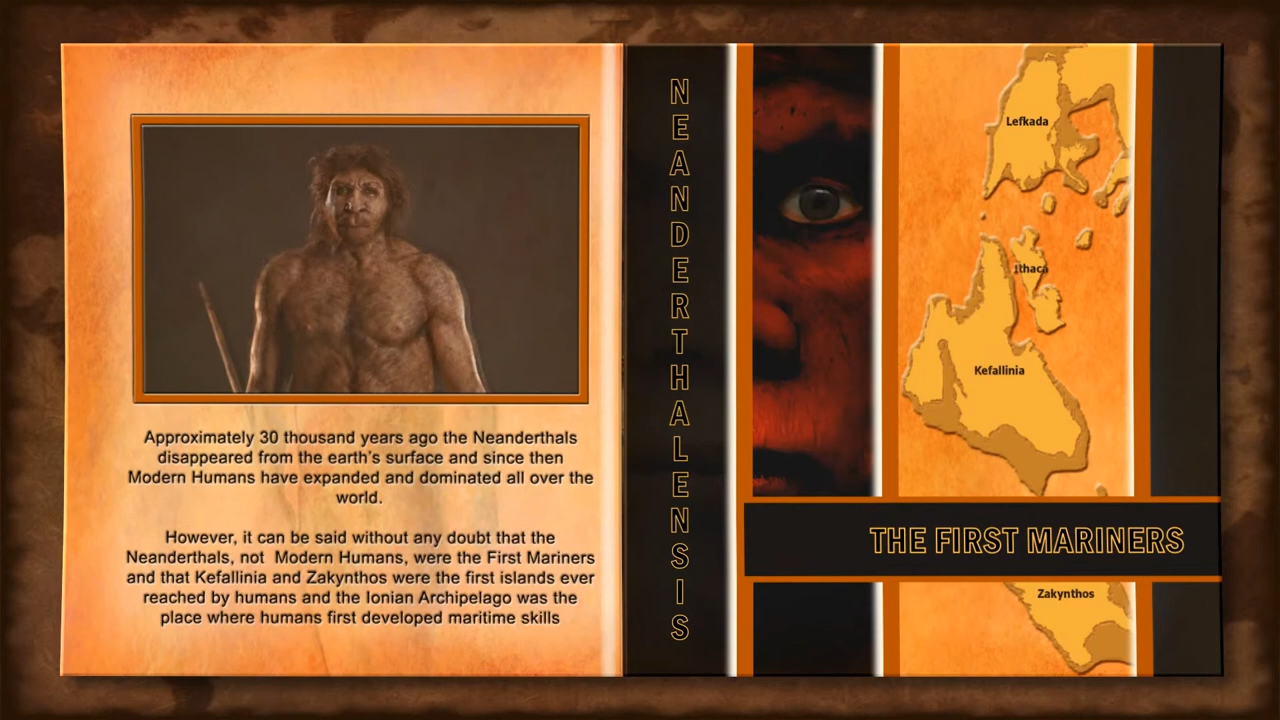 Approximately 30 thousand years ago the Neanderthals
disappeared from the earth's surface and since then
Modern Humans have expanded and dominated all over the
world.
However, it can be said without any doubt that the
Neanderthals, not  Modern Humans, were the First Mariners
and that Kefallinia and Zakynthos were the first islands ever
reached by humans and the Ionian Archipelago was the
place where humans first developed maritime skills
NEANDERTHALENSIS
Lefkada
Ithaca
Kefallinia
THE FIRST MARINERS
Zakynthos